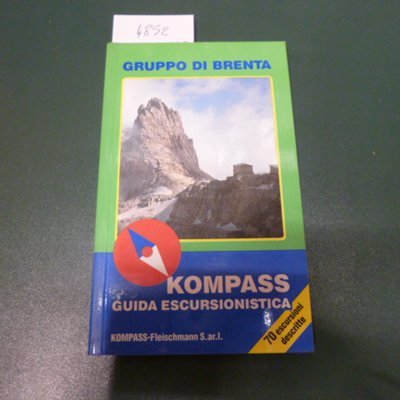 4852
GRUPPO DI BRENTA
KOMPASS
GUIDA ESCURSIONISTICA
70 escursioni
descritte
KOMPASS-Fleischmann S.ar.l.